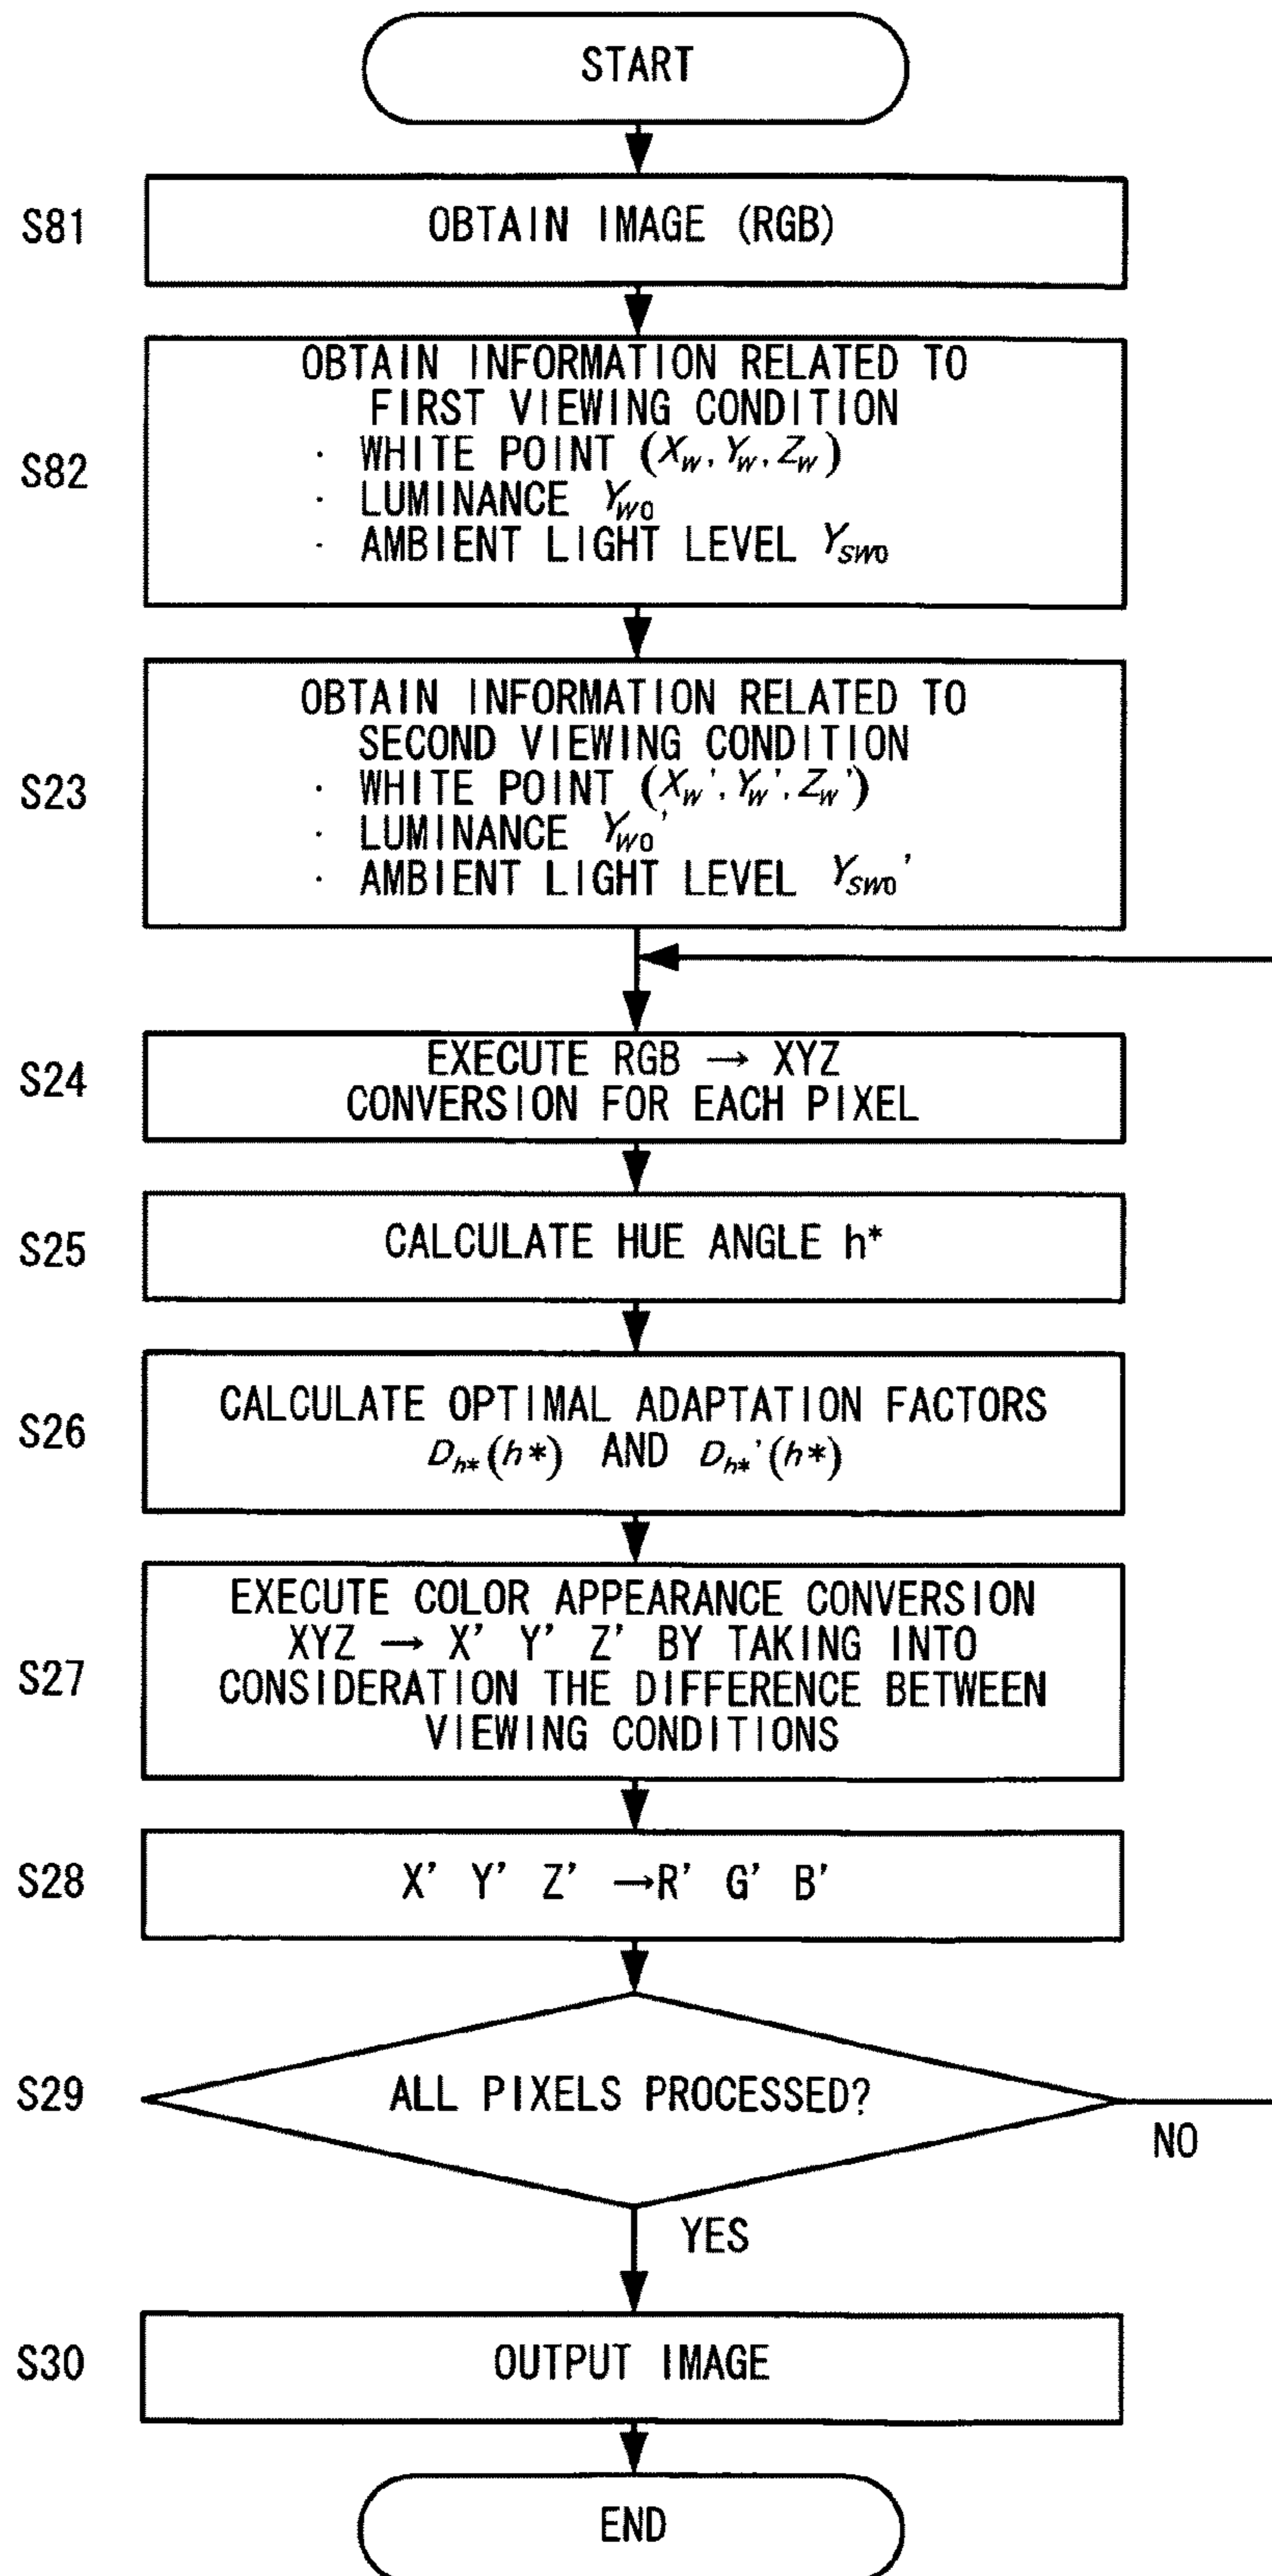 START
S81
OBTAIN IMAGE (RGB)
S82
OBTAIN INFORMATION RELATED TO
FIRST VIEWING CONDITION
· WHITE POINT (X_W, Y_W, Z_W)
· LUMINANCE Y_W0
· AMBIENT LIGHT LEVEL Y_SW0
S23
OBTAIN INFORMATION RELATED TO
SECOND VIEWING CONDITION
· WHITE POINT (X_W', Y_W', Z_W')
· LUMINANCE Y_W0'
· AMBIENT LIGHT LEVEL Y_SW0'
S24
EXECUTE RGB → XYZ
CONVERSION FOR EACH PIXEL
S25
CALCULATE HUE ANGLE h*
S26
CALCULATE OPTIMAL ADAPTATION FACTORS
D_h*(h*) AND D_h*'(h*)
S27
EXECUTE COLOR APPEARANCE CONVERSION
XYZ → X' Y' Z' BY TAKING INTO
CONSIDERATION THE DIFFERENCE BETWEEN
VIEWING CONDITIONS
S28
X' Y' Z' →R' G' B'
S29
ALL PIXELS PROCESSED?
NO
YES
S30
OUTPUT IMAGE
END